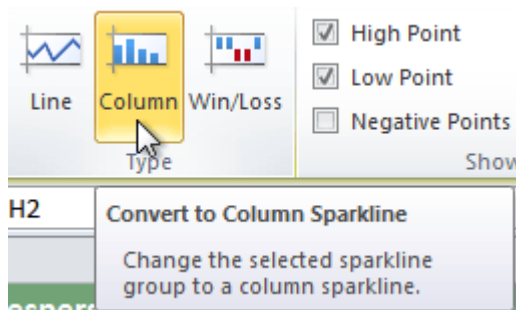 High Point
Low Point
Line Column Win/Loss
Negative Points
Type Show
H2
Convert to Column Sparkline
Change the selected sparkline
group to a column sparkline.